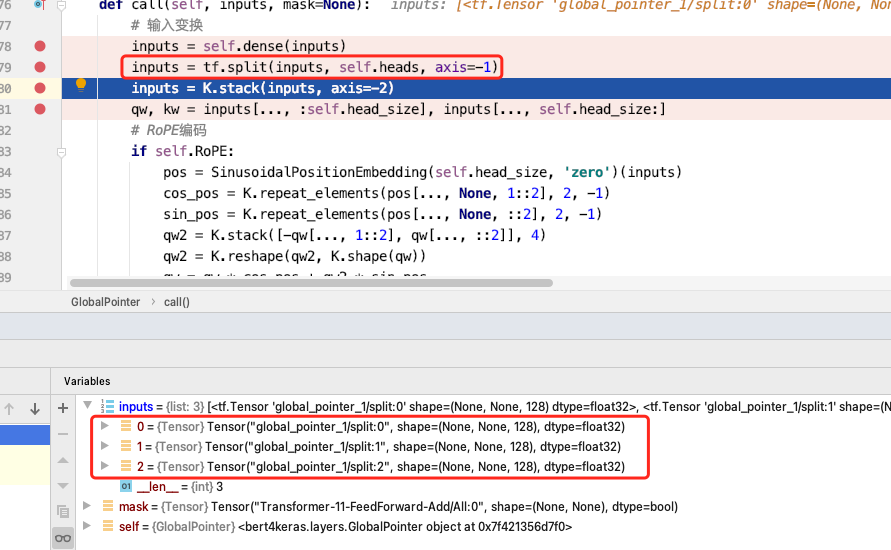 76 def call(self, inputs, mask=None): inputs: [<tf.Tensor 'global_pointer_1/split:0' shape=(None, Non
77 # 输入变换
78 inputs = self.dense(inputs)
79 inputs = tf.split(inputs, self.heads, axis=-1)
80 inputs = K.stack(inputs, axis=-2)
81 qw, kw = inputs[..., :self.head_size], inputs[..., self.head_size:]
82 # RoPE编码
83 if self.RoPE:
84 pos = SinusoidalPositionEmbedding(self.head_size, 'zero')(inputs)
85 cos_pos = K.repeat_elements(pos[..., None, 1::2], 2, -1)
86 sin_pos = K.repeat_elements(pos[..., None, ::2], 2, -1)
87 qw2 = K.stack([-qw[..., 1::2], qw[..., ::2]], 4)
88 qw2 = K.reshape(qw2, K.shape(qw))
89
GlobalPointer › call()
Variables
inputs = {list: 3} [<tf.Tensor 'global_pointer_1/split:0' shape=(None, None, 128) dtype=float32>, <tf.Tensor 'global_pointer_1/split:1' shape=(N
0 = {Tensor} Tensor("global_pointer_1/split:0", shape=(None, None, 128), dtype=float32)
1 = {Tensor} Tensor("global_pointer_1/split:1", shape=(None, None, 128), dtype=float32)
2 = {Tensor} Tensor("global_pointer_1/split:2", shape=(None, None, 128), dtype=float32)
01 __len__ = {int} 3
mask = {Tensor} Tensor("Transformer-11-FeedForward-Add/All:0", shape=(None, None), dtype=bool)
self = {GlobalPointer} <bert4keras.layers.GlobalPointer object at 0x7f421356d7f0>